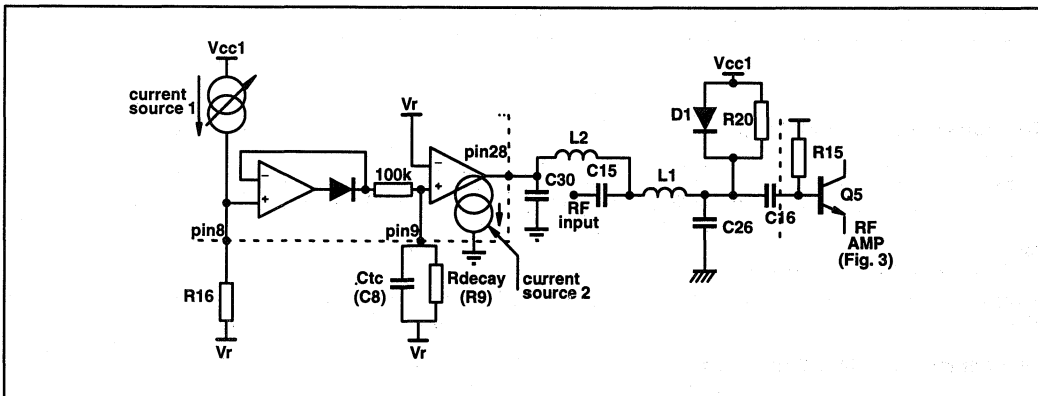 Vcc1
current
source 1
Vr
pin28
100k
pin8
pin9
R16
Vr
Ctc
(C8)
Rdecay
(R9)
Vr
current
source 2
C30
L2
C15
RF
input
L1
Vcc1
D1
R20
C26
C16
R15
Q5
RF
AMP
(Fig. 3)